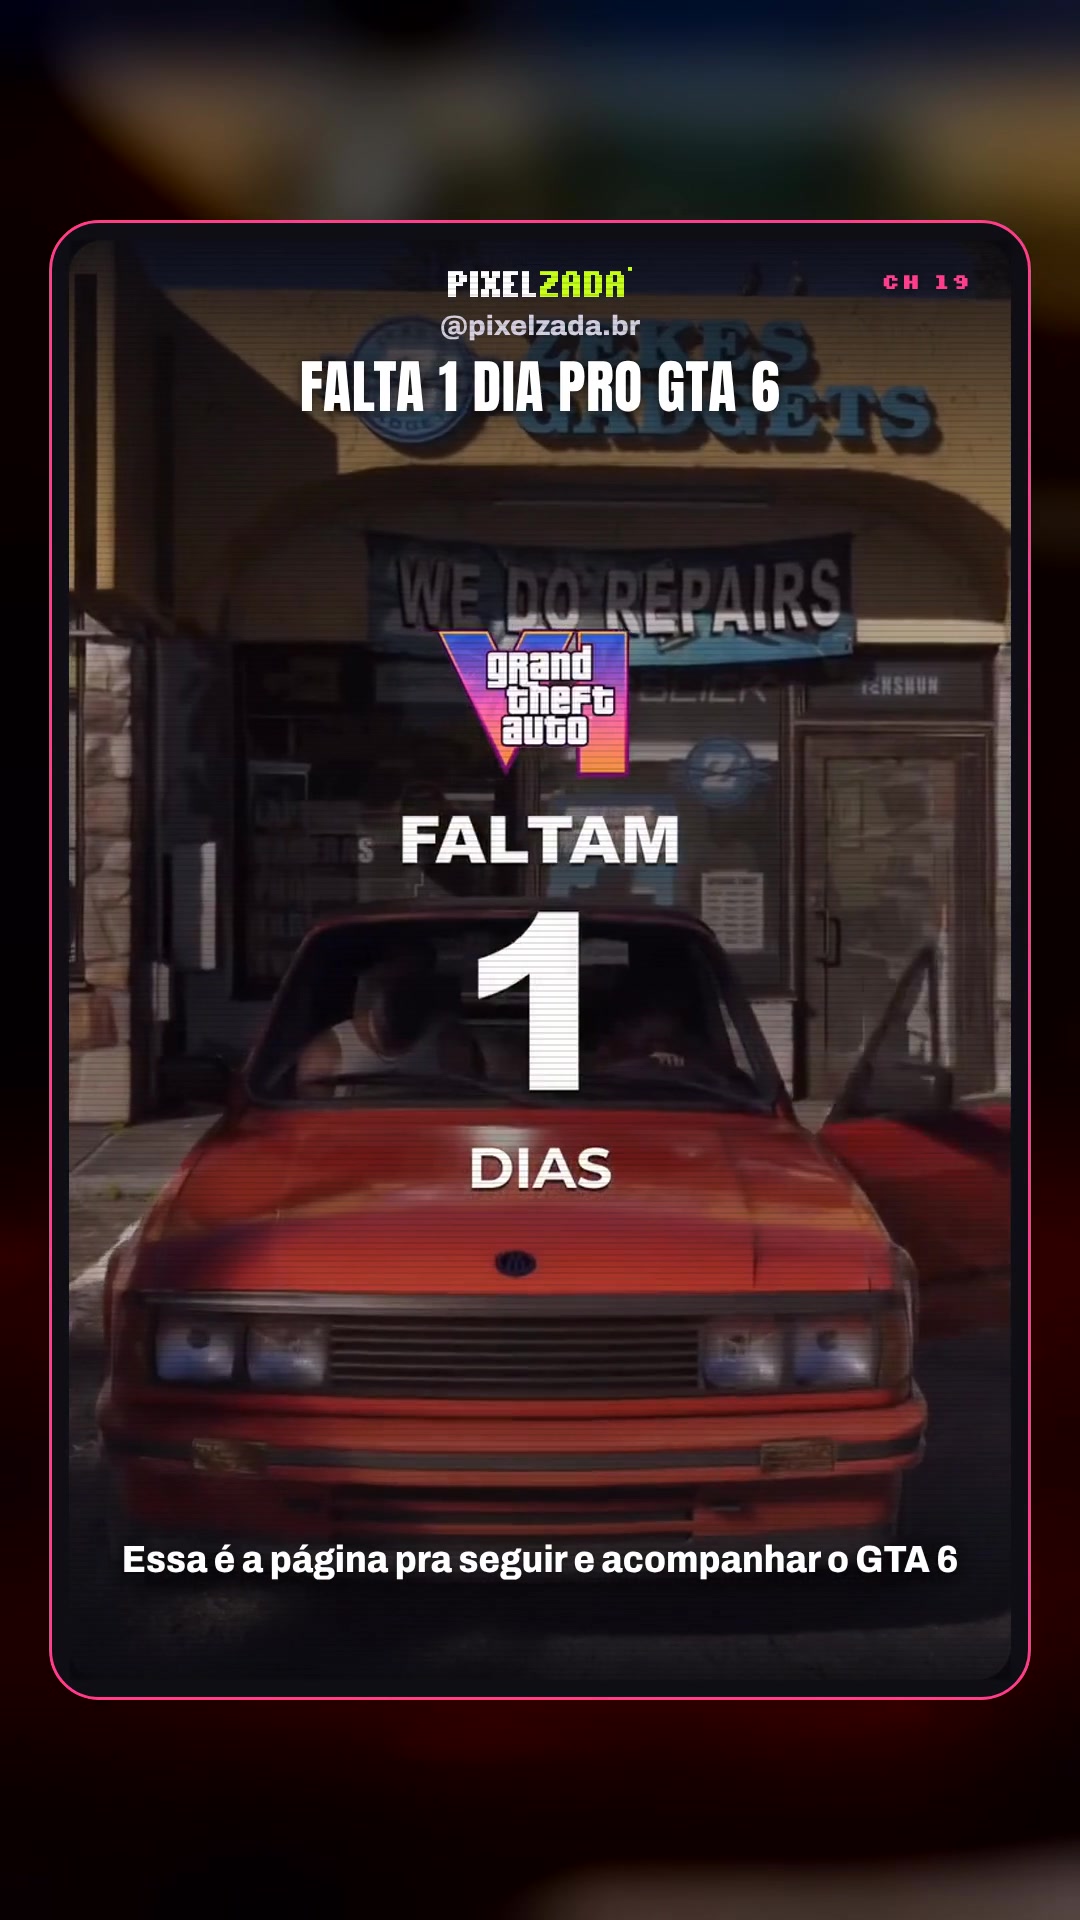 PIXELZADA
CH 19
@pixelzada.br
FALTA 1 DIA PRO GTA 6
ZEKES
GADGETS
WE DO REPAIRS
VI
grand
theft
auto
FALTAM
1
DIAS
Essa é a página pra seguir e acompanhar o GTA 6